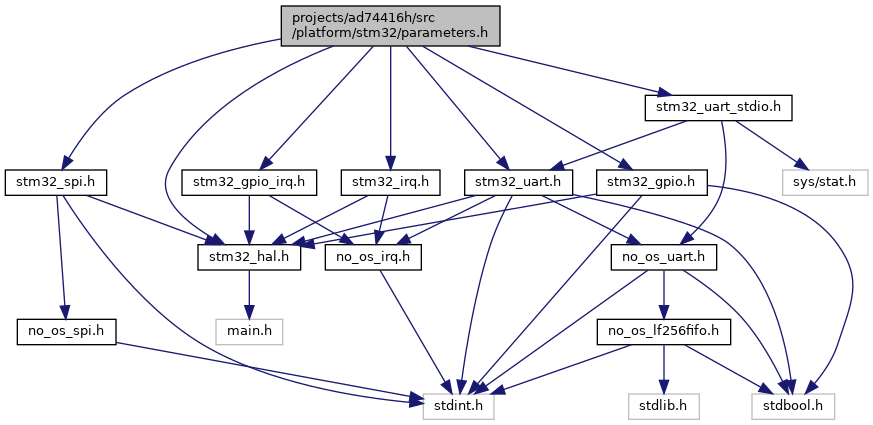 projects/ad74416h/src
/platform/stm32/parameters.h
stm32_uart_stdio.h
stm32_spi.h
stm32_gpio_irq.h
stm32_irq.h
stm32_uart.h
stm32_gpio.h
sys/stat.h
stm32_hal.h
no_os_irq.h
no_os_uart.h
no_os_spi.h
main.h
no_os_lf256fifo.h
stdint.h
stdlib.h
stdbool.h